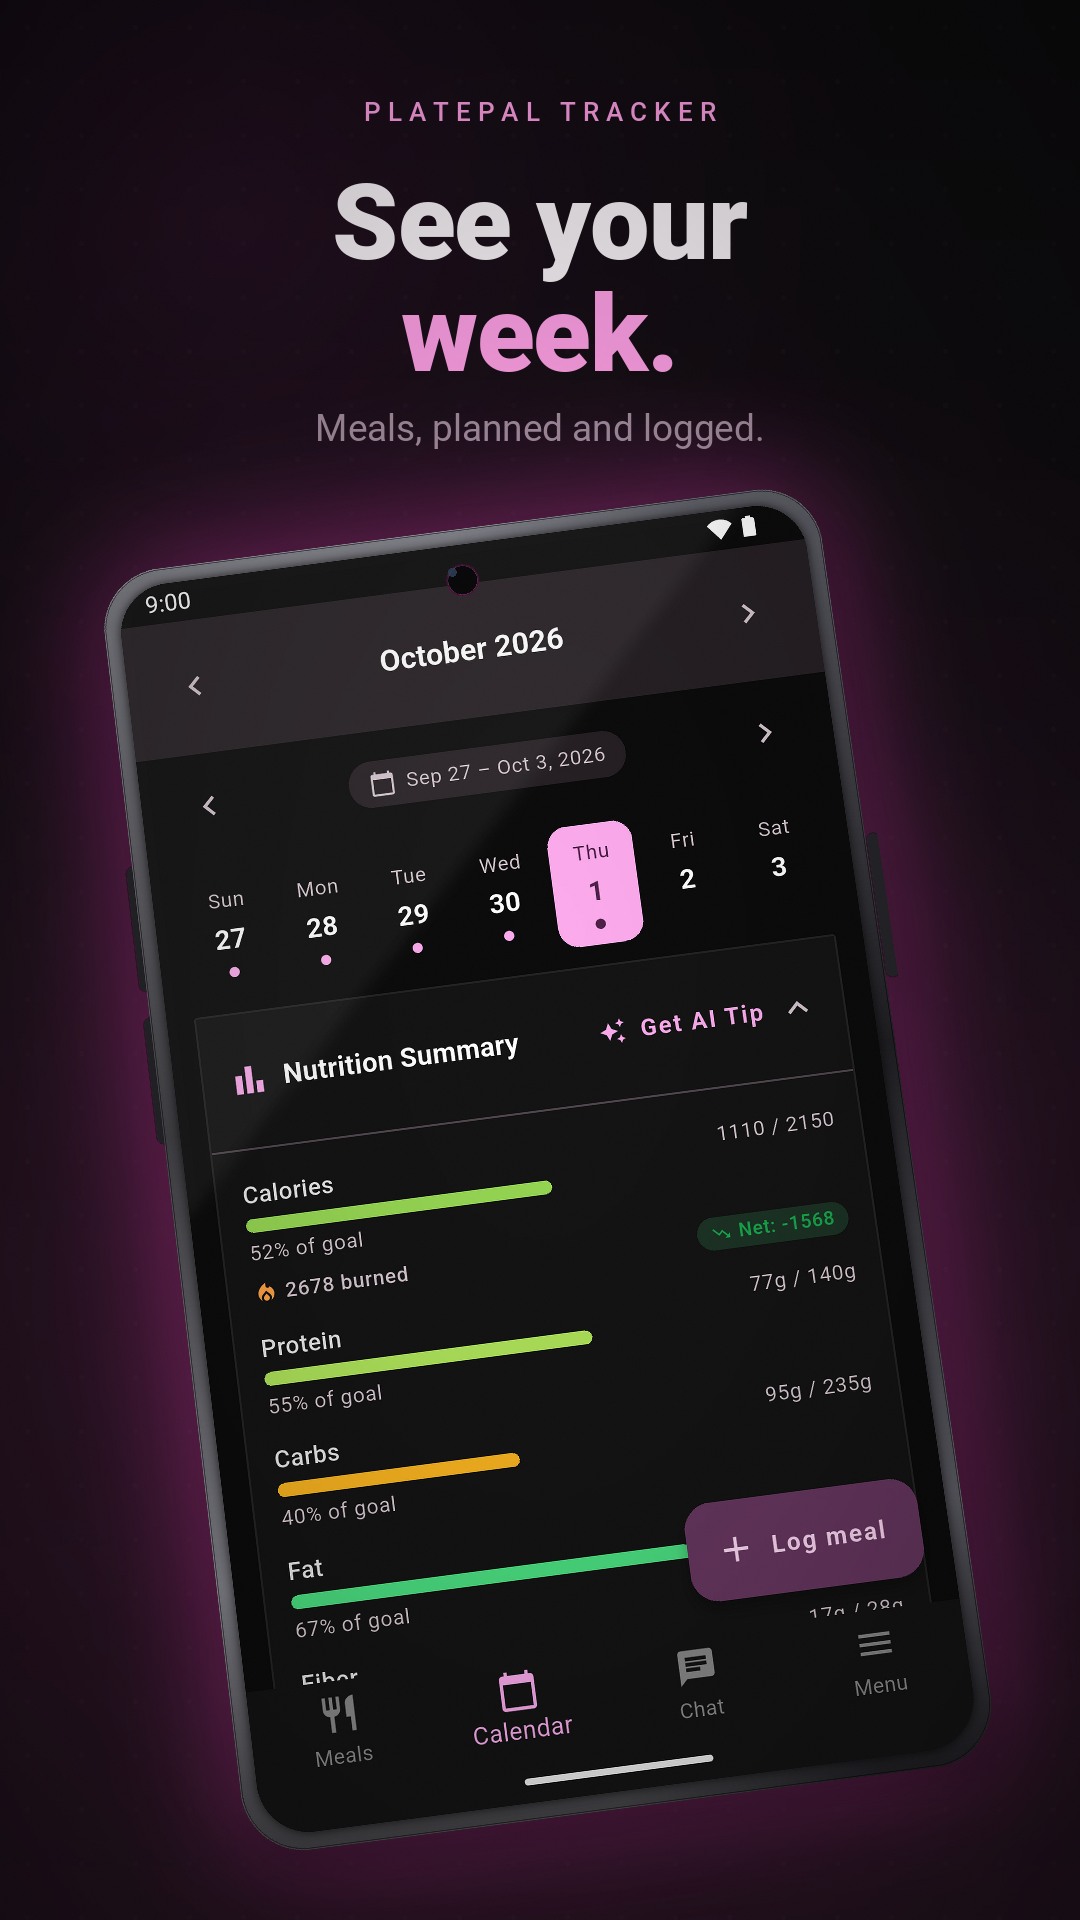 PLATEPAL TRACKER
See your
week.
Meals, planned and logged.
9:00
October 2026
Sep 27 – Oct 3, 2026
Sun Mon Tue Wed Thu Fri Sat
27 28 29 30 1 2 3
Nutrition Summary
Get AI Tip
1110 / 2150
Calories
52% of goal
Net: -1568
2678 burned
77g / 140g
Protein
55% of goal
95g / 235g
Carbs
40% of goal
Log meal
Fat
67% of goal
17g / 28g
Fiber
Meals
Calendar
Chat
Menu